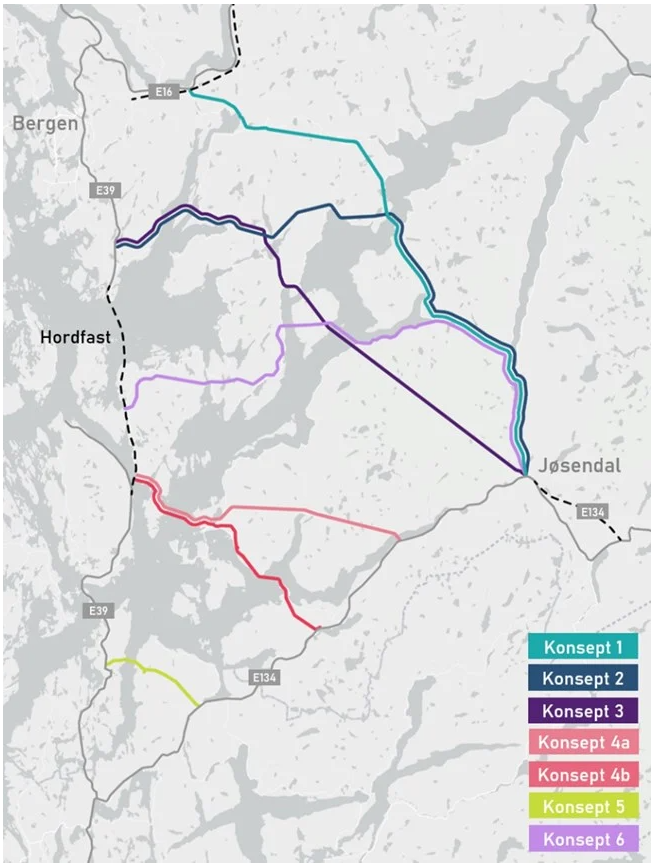 E16
Bergen
E39
Hordfast
Jøsendal
E134
E39
E134
Konsept 1
Konsept 2
Konsept 3
Konsept 4a
Konsept 4b
Konsept 5
Konsept 6